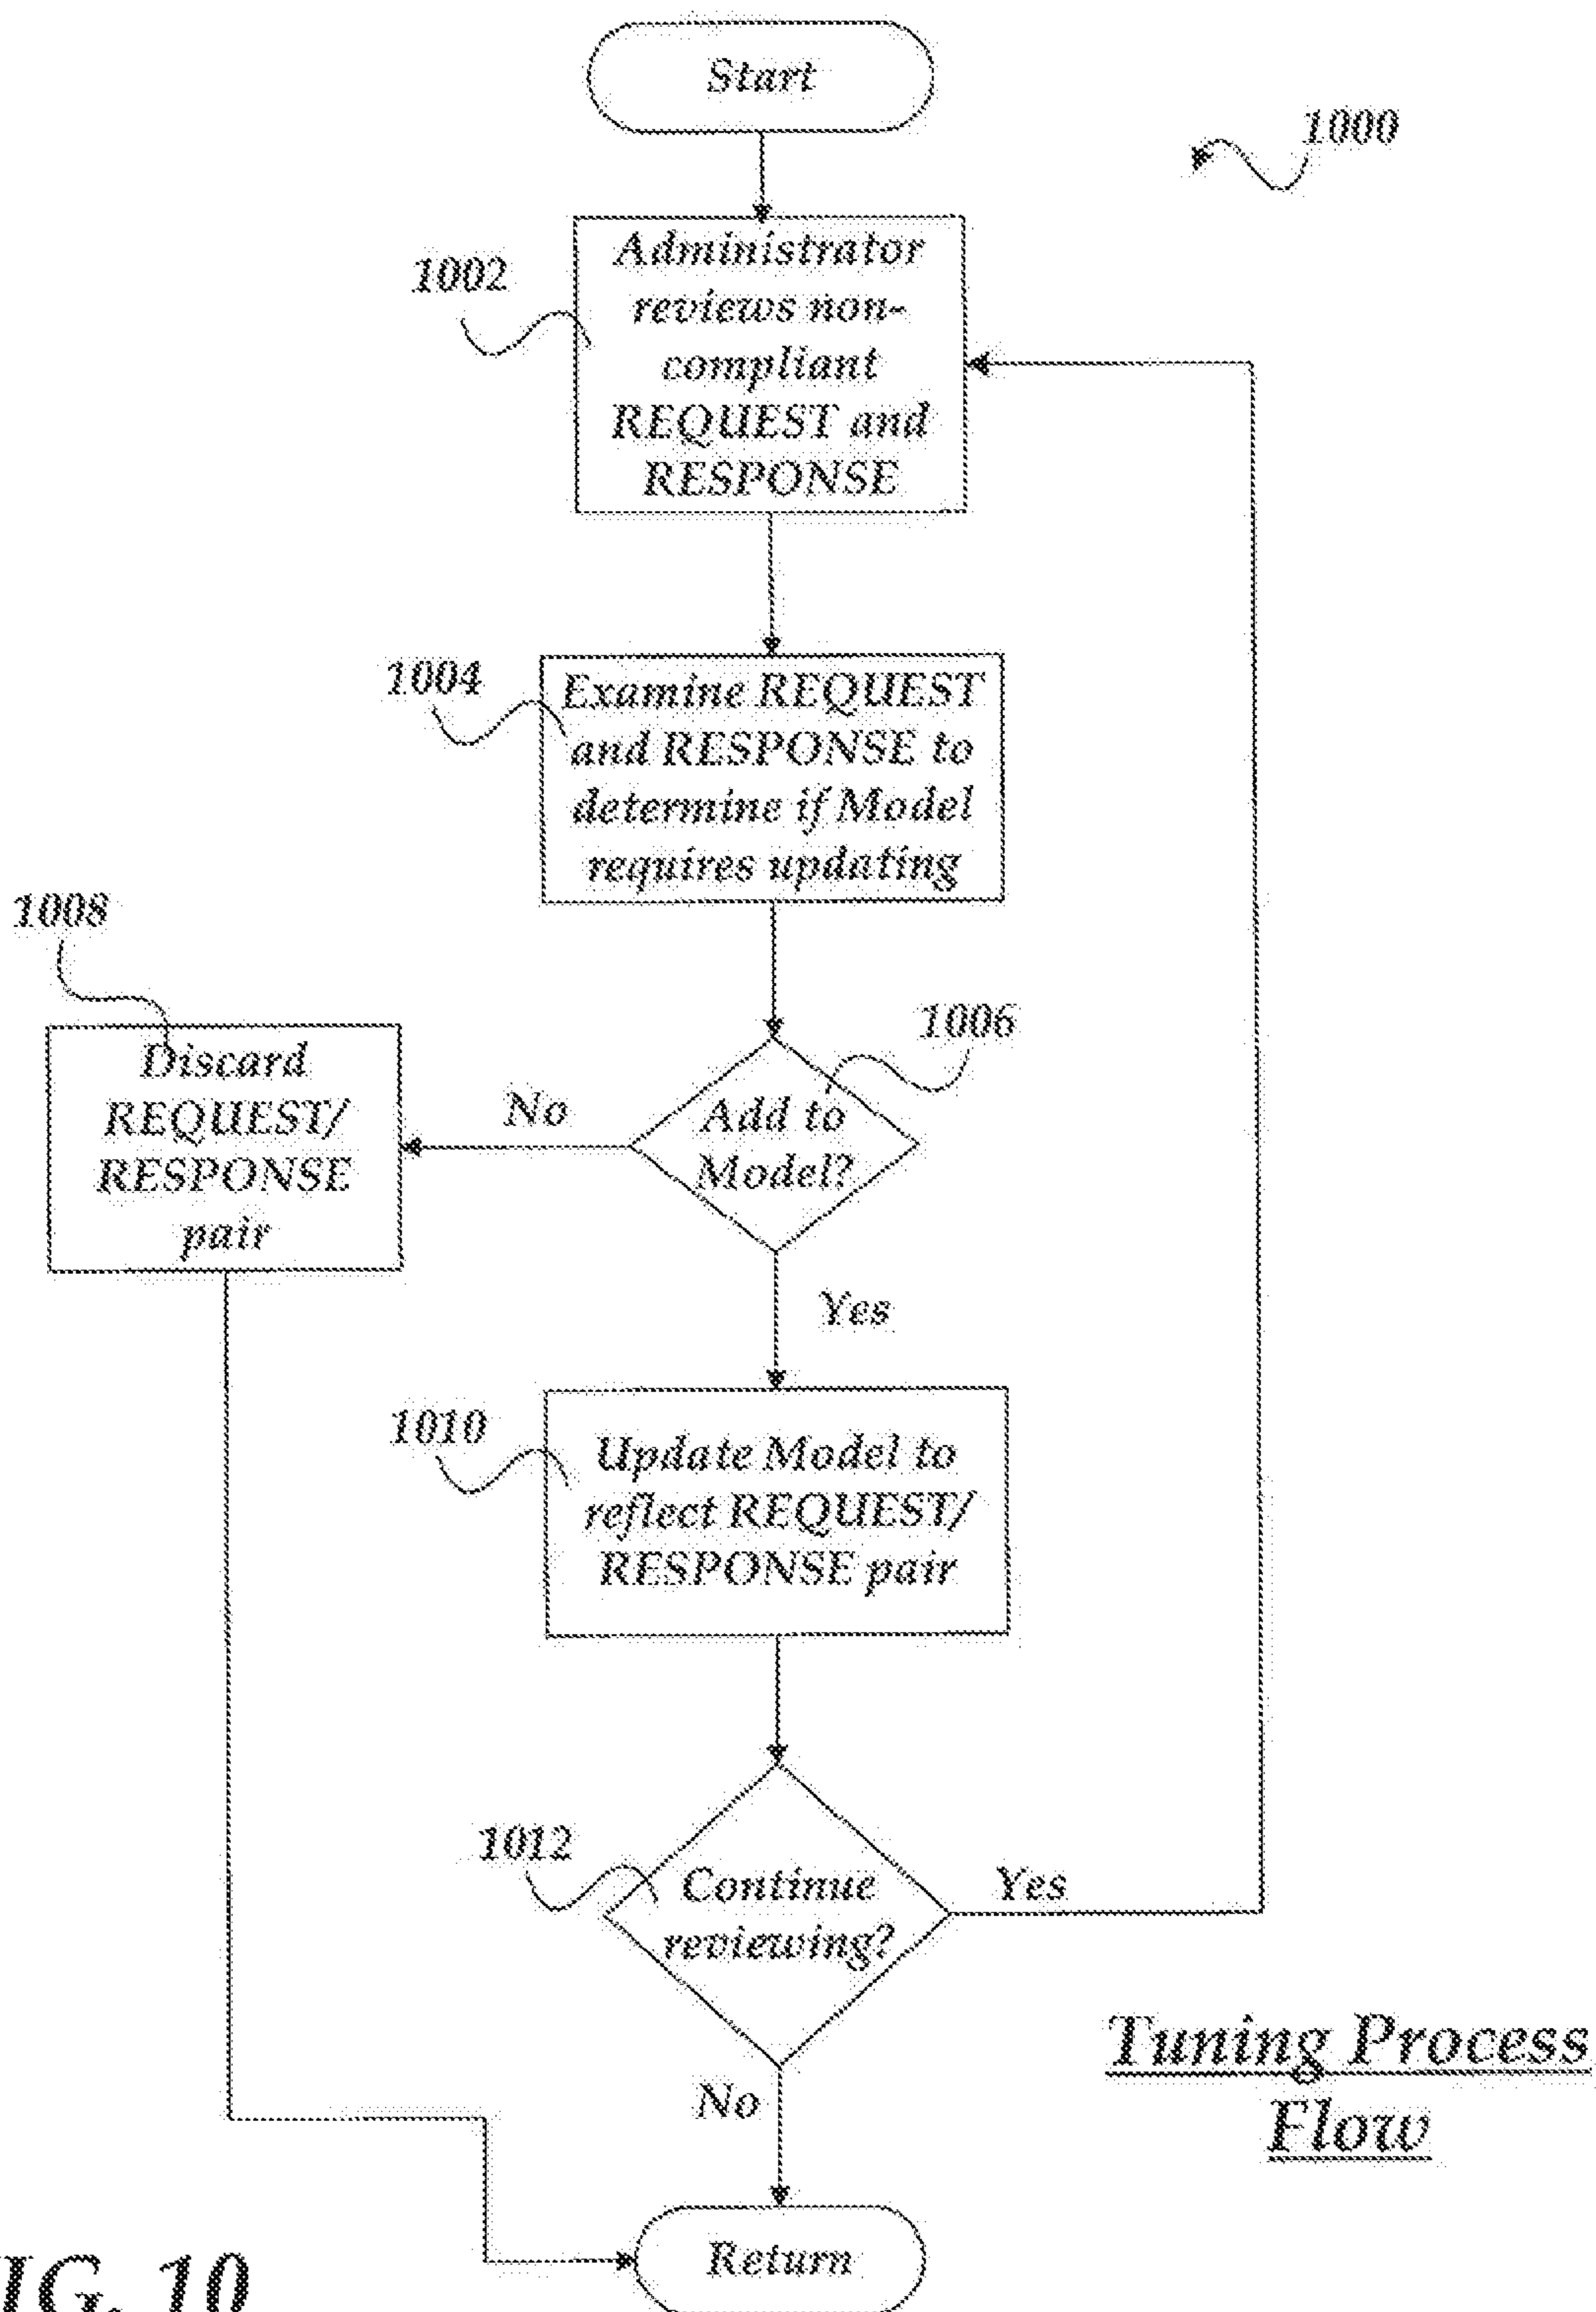 Start
1000
1002
Administrator
reviews non-
compliant
REQUEST and
RESPONSE
1004
Examine REQUEST
and RESPONSE to
determine if Model
requires updating
1008
Discard
REQUEST/
RESPONSE
pair
No
1006
Add to
Model?
Yes
1010
Update Model to
reflect REQUEST/
RESPONSE pair
1012
Continue
reviewing?
Yes
No
Tuning Process
Flow
Return
IG. 10